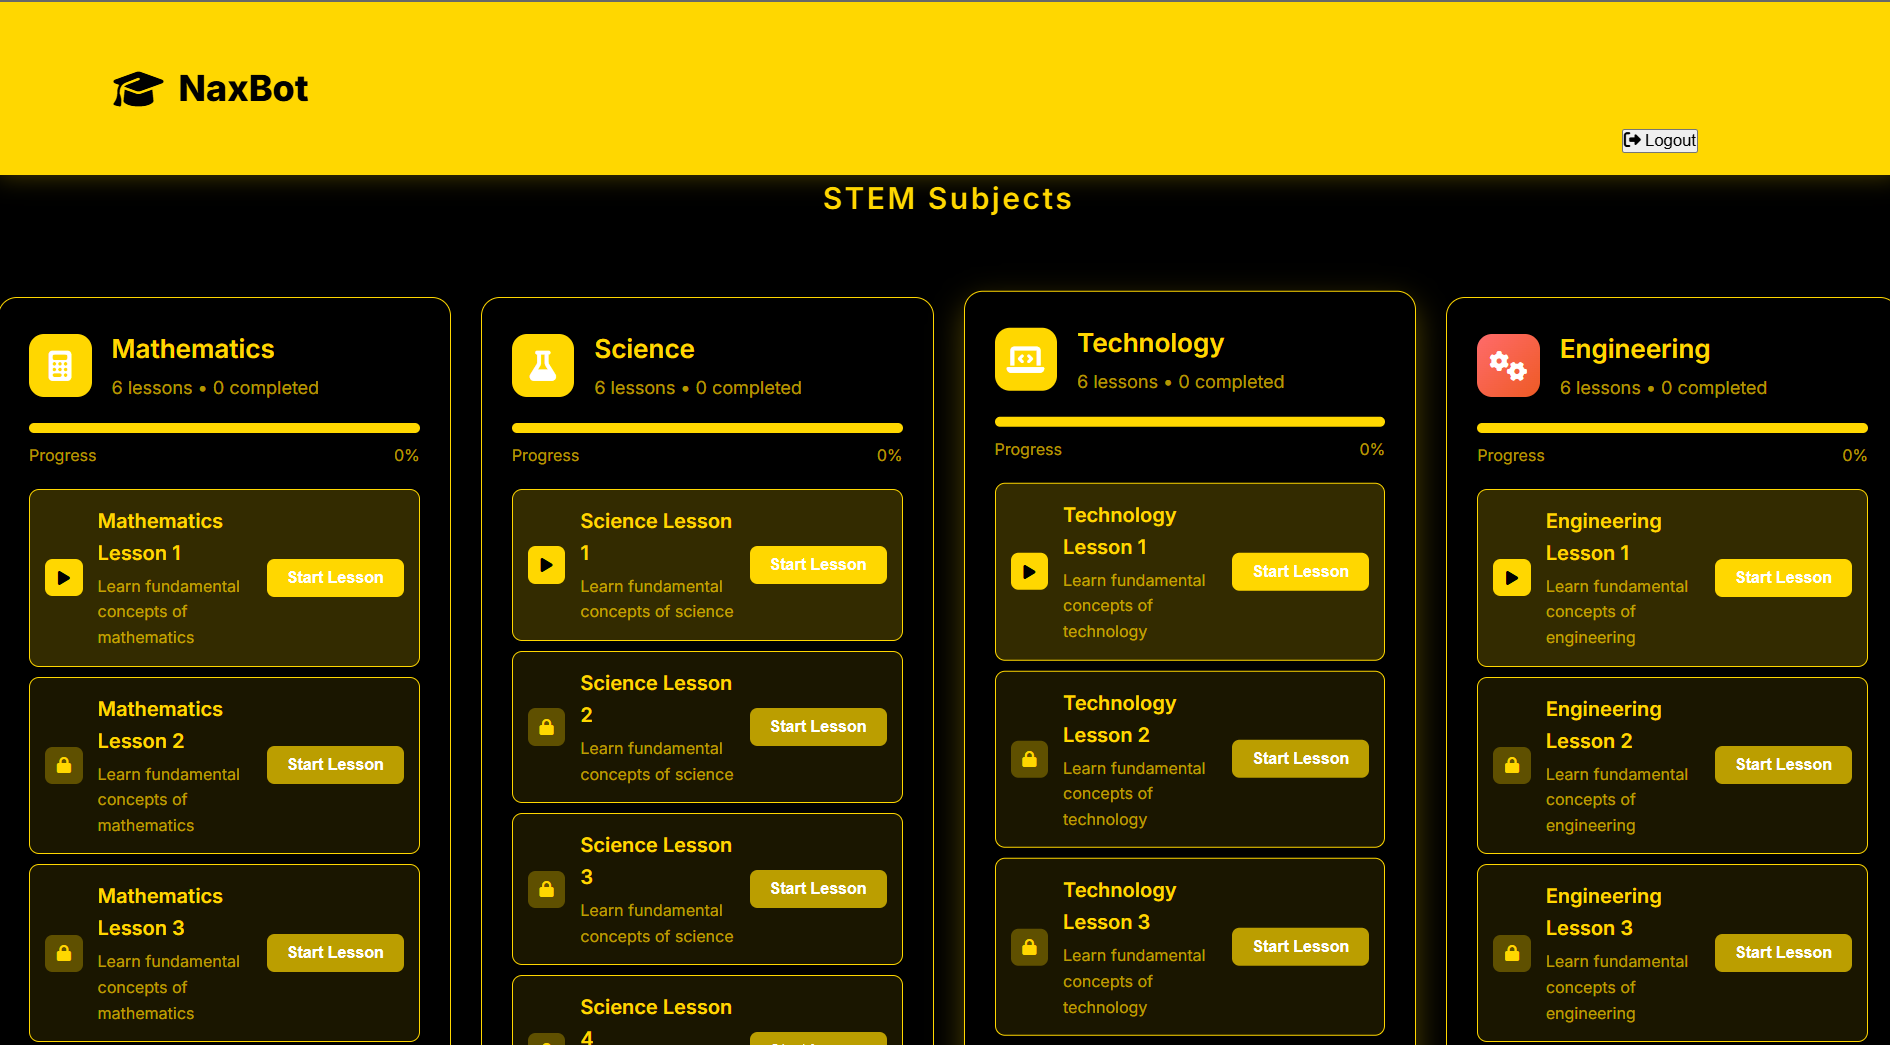 NaxBot
Logout
STEM Subjects
Mathematics
6 lessons • 0 completed
Progress 0%
Mathematics
Lesson 1
Learn fundamental
concepts of
mathematics
Start Lesson
Mathematics
Lesson 2
Learn fundamental
concepts of
mathematics
Start Lesson
Mathematics
Lesson 3
Learn fundamental
concepts of
mathematics
Start Lesson
Science
6 lessons • 0 completed
Progress 0%
Science Lesson
1
Learn fundamental
concepts of science
Start Lesson
Science Lesson
2
Learn fundamental
concepts of science
Start Lesson
Science Lesson
3
Learn fundamental
concepts of science
Start Lesson
Science Lesson
4
Technology
6 lessons • 0 completed
Progress 0%
Technology
Lesson 1
Learn fundamental
concepts of
technology
Start Lesson
Technology
Lesson 2
Learn fundamental
concepts of
technology
Start Lesson
Technology
Lesson 3
Learn fundamental
concepts of
technology
Start Lesson
Engineering
6 lessons • 0 completed
Progress 0%
Engineering
Lesson 1
Learn fundamental
concepts of
engineering
Start Lesson
Engineering
Lesson 2
Learn fundamental
concepts of
engineering
Start Lesson
Engineering
Lesson 3
Learn fundamental
concepts of
engineering
Start Lesson